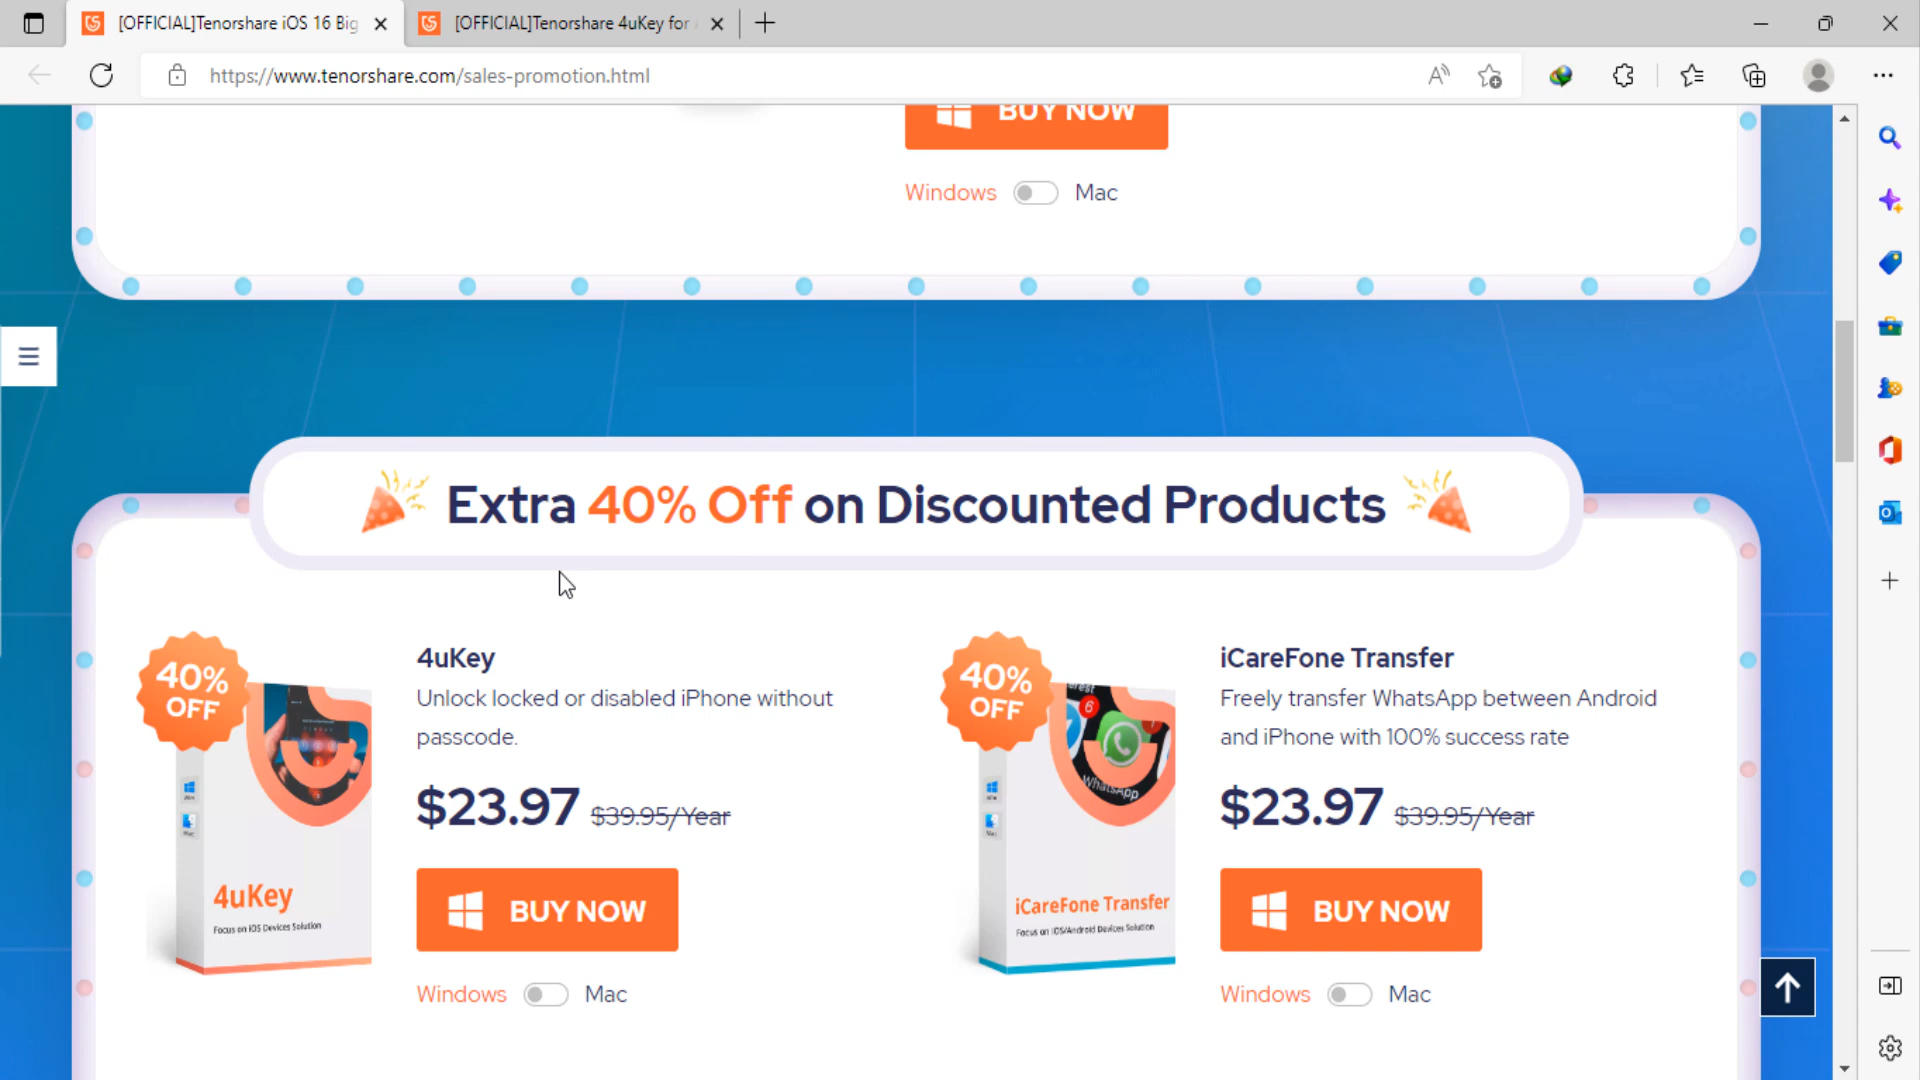 [OFFICIAL]Tenorshare iOS 16 Big
[OFFICIAL]Tenorshare 4uKey for
https://www.tenorshare.com/sales-promotion.html
BUY NOW
Windows Mac
Extra 40% Off on Discounted Products
40% OFF
4uKey
Unlock locked or disabled iPhone without
passcode.
$23.97 $39.95/Year
BUY NOW
Windows Mac
4uKey
Focus on iOS Devices Solution
40% OFF
iCareFone Transfer
Freely transfer WhatsApp between Android
and iPhone with 100% success rate
$23.97 $39.95/Year
BUY NOW
Windows Mac
WhatsApp
iCareFone Transfer
Focus on iOS/Android Devices Solution